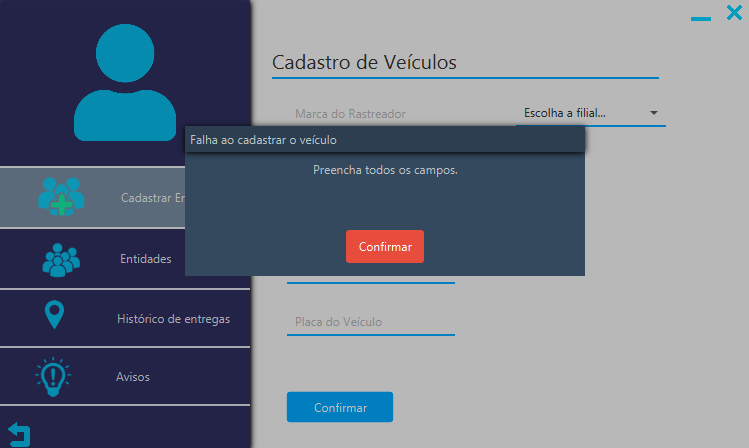 Cadastro de Veículos
Marca do Rastreador
Escolha a filial...
Falha ao cadastrar o veículo
Preencha todos os campos.
Confirmar
Cadastrar
Entidades
Histórico de entregas
Avisos
Placa do Veículo
Confirmar